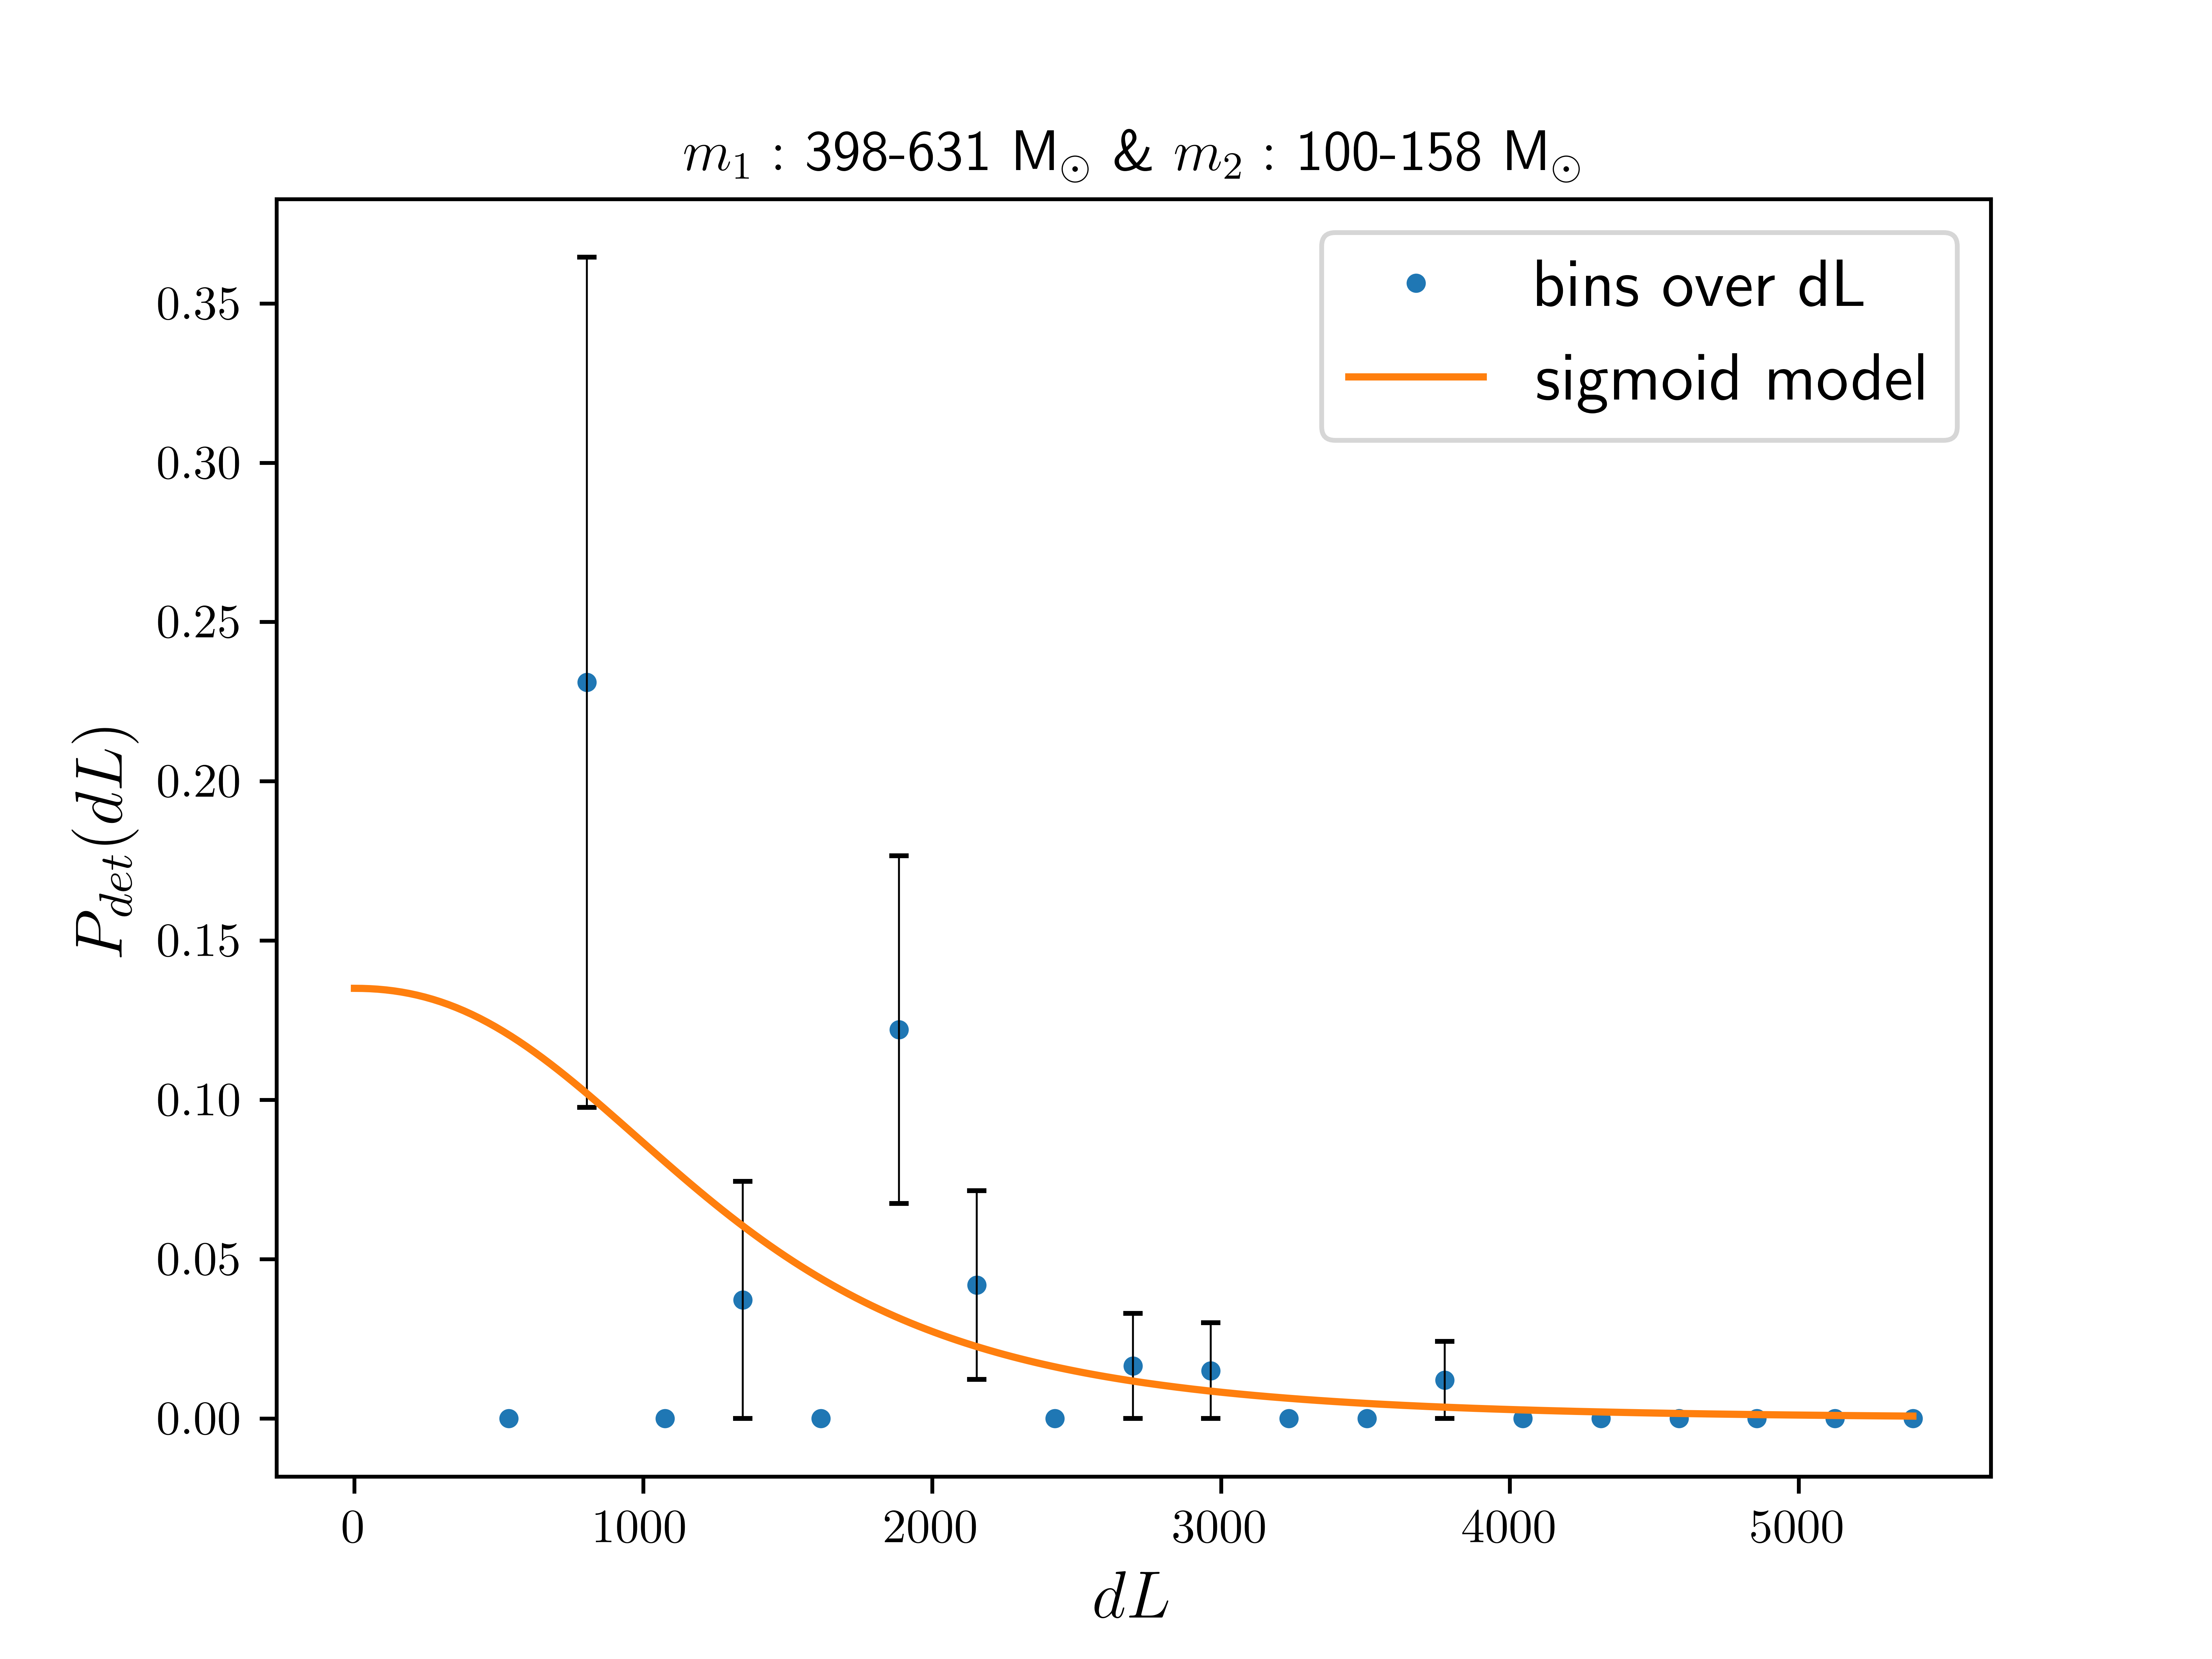 m₁ : 398-631 M⊙ & m₂ : 100-158 M⊙
bins over dL
sigmoid model
P_det(dL)
0.35
0.30
0.25
0.20
0.15
0.10
0.05
0.00
0 1000 2000 3000 4000 5000
dL